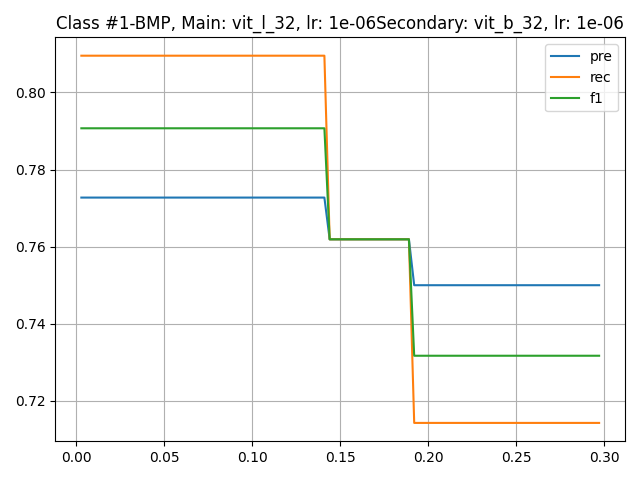 Class #1-BMP, Main: vit_l_32, lr: 1e-06Secondary: vit_b_32, lr: 1e-06
pre
rec
f1
0.80
0.78
0.76
0.74
0.72
0.00 0.05 0.10 0.15 0.20 0.25 0.30